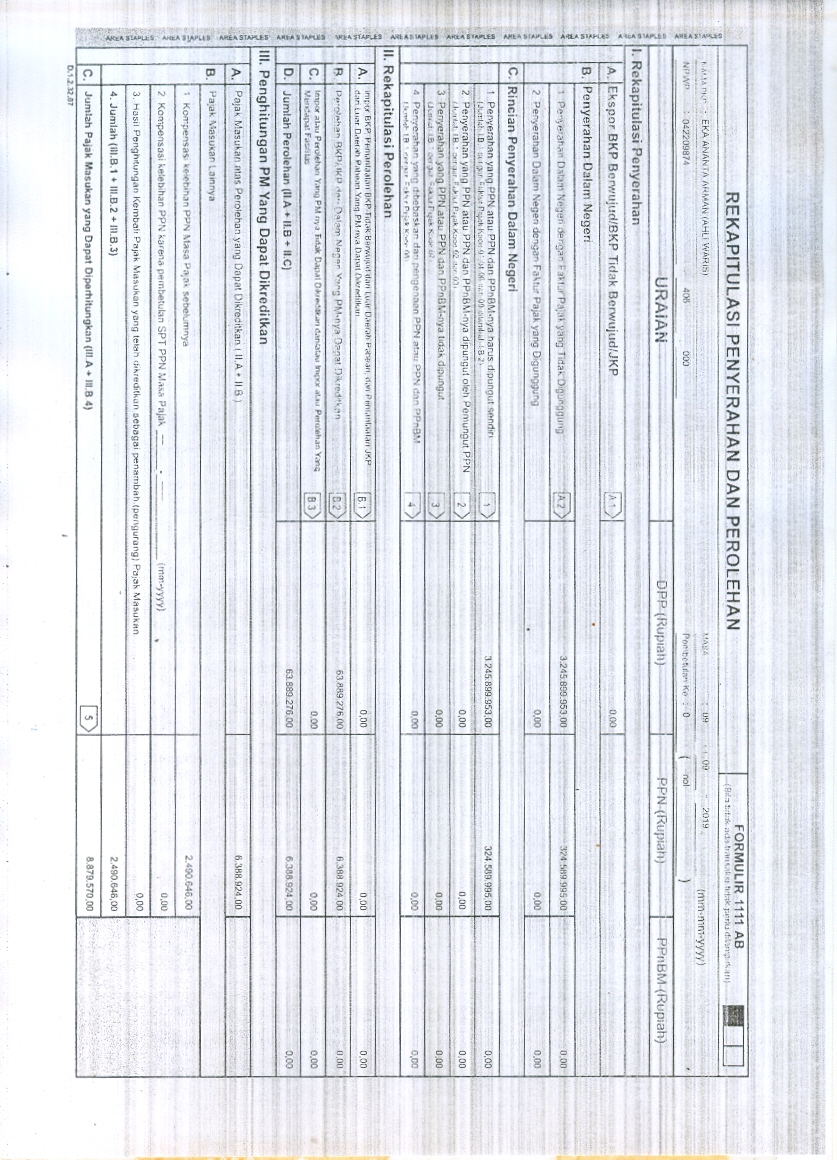 AREA STAPLES AREA STAPLES AREA STAPLES AREA STAPLES AREA STAPLES AREA STAPLES AREA STAPLES AREA STAPLES AREA STAPLES AREA STAPLES AREA STAPLES AREA STAPLES
REKAPITULASI PENYERAHAN DAN PEROLEHAN
FORMULIR 1111 AB
(Bila tidak ada transaksi tidak perlu dilampirkan)
: EKA ANANTA ARMAN (AHLI WARIS)
MASA : 09 09 - 2019 (mm-mm-yyyy)
NPWP : 042209874 406 000
Pembetulan Ke : 0 ( nol )
URAIAN DPP (Rupiah) PPN (Rupiah) PPnBM (Rupiah)
I. Rekapitulasi Penyerahan
A. Ekspor BKP Berwujud/BKP Tidak Berwujud/JKP A.1 0,00
B. Penyerahan Dalam Negeri
1 Penyerahan Dalam Negeri dengan Faktur Pajak yang Tidak Digunggung A.2 3.245.899.953,00 324.589.995,00 0,00
2 Penyerahan Dalam Negeri dengan Faktur Pajak yang Digunggung 0,00 0,00 0,00
C. Rincian Penyerahan Dalam Negeri
1 Penyerahan yang PPN atau PPN dan PPnBM-nya harus dipungut sendiri 1 3.245.899.953,00 324.589.995,00 0,00
2 Penyerahan yang PPN atau PPN dan PPnBM-nya dipungut oleh Pemungut PPN 2 0,00 0,00 0,00
3 Penyerahan yang PPN atau PPN dan PPnBM-nya tidak dipungut 3 0,00 0,00 0,00
4 Penyerahan yang dibebaskan dari pengenaan PPN atau PPN dan PPnBM 4 0,00 0,00 0,00
II. Rekapitulasi Perolehan
A. Impor BKP, Pemanfaatan BKP Tidak Berwujud dari Luar Daerah Pabean, dan Pemanfaatan JKP
dari Luar Daerah Pabean Yang PM-nya Dapat Dikreditkan B.1 0,00 0,00 0,00
B. Perolehan BKP/JKP dari Dalam Negeri Yang PM-nya Dapat Dikreditkan B.2 63.889.276,00 6.388.924,00 0,00
C. Impor atau Perolehan Yang PM-nya Tidak Dapat Dikreditkan dan/atau Impor atau Perolehan Yang
Mendapat Fasilitas B.3 0,00 0,00 0,00
D. Jumlah Perolehan (II.A + II.B + II.C) 63.889.276,00 6.388.924,00 0,00
III. Penghitungan PM Yang Dapat Dikreditkan
A. Pajak Masukan atas Perolehan yang Dapat Dikreditkan ( II A + II B ) 6.388.924,00
B. Pajak Masukan Lainnya
1 Kompensasi kelebihan PPN Masa Pajak sebelumnya 2.490.646,00
2 Kompensasi kelebihan PPN karena pembetulan SPT PPN Masa Pajak - (mm-yyyy) 0,00
3. Hasil Penghitungan Kembali Pajak Masukan yang telah dikreditkan sebagai penambah (pengurang) Pajak Masukan 0,00
4. Jumlah (III.B.1 + III.B.2 + III.B.3) 2.490.646,00
C. Jumlah Pajak Masukan yang Dapat Diperhitungkan (III.A + III.B.4) 5 8.879.570,00
D.1.2.32.07